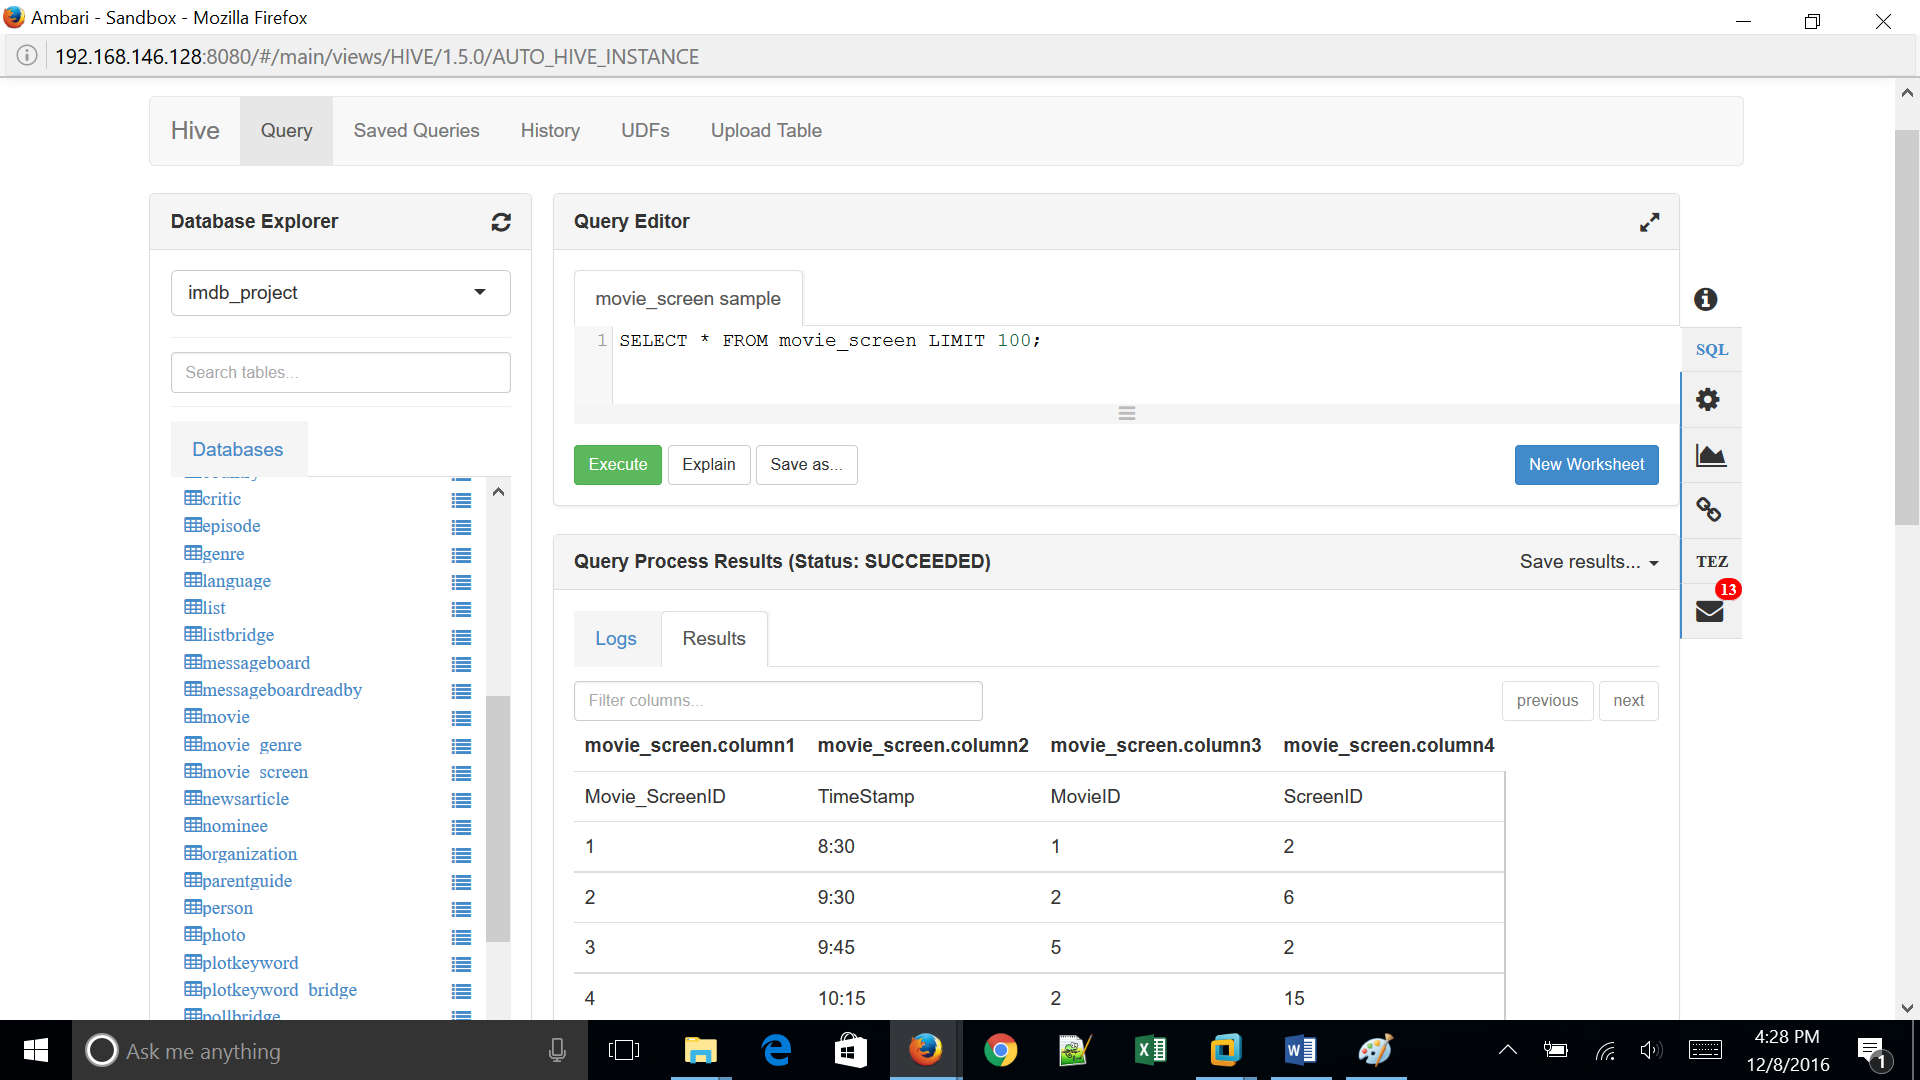 Ambari - Sandbox - Mozilla Firefox
192.168.146.128:8080/#/main/views/HIVE/1.5.0/AUTO_HIVE_INSTANCE
Hive Query Saved Queries History UDFs Upload Table
Database Explorer
imdb_project
Search tables...
Databases
critic
episode
genre
language
list
listbridge
messageboard
messageboardreadby
movie
movie_genre
movie_screen
newsarticle
nominee
organization
parentguide
person
photo
plotkeyword
plotkeyword_bridge
pollbridge
Query Editor
movie_screen sample
1 SELECT * FROM movie_screen LIMIT 100;
Execute Explain Save as... New Worksheet
SQL
TEZ
13
Query Process Results (Status: SUCCEEDED) Save results...
Logs Results
Filter columns... previous next
movie_screen.column1 movie_screen.column2 movie_screen.column3 movie_screen.column4
Movie_ScreenID TimeStamp MovieID ScreenID
1 8:30 1 2
2 9:30 2 6
3 9:45 5 2
4 10:15 2 15
Ask me anything
4:28 PM
12/8/2016
1